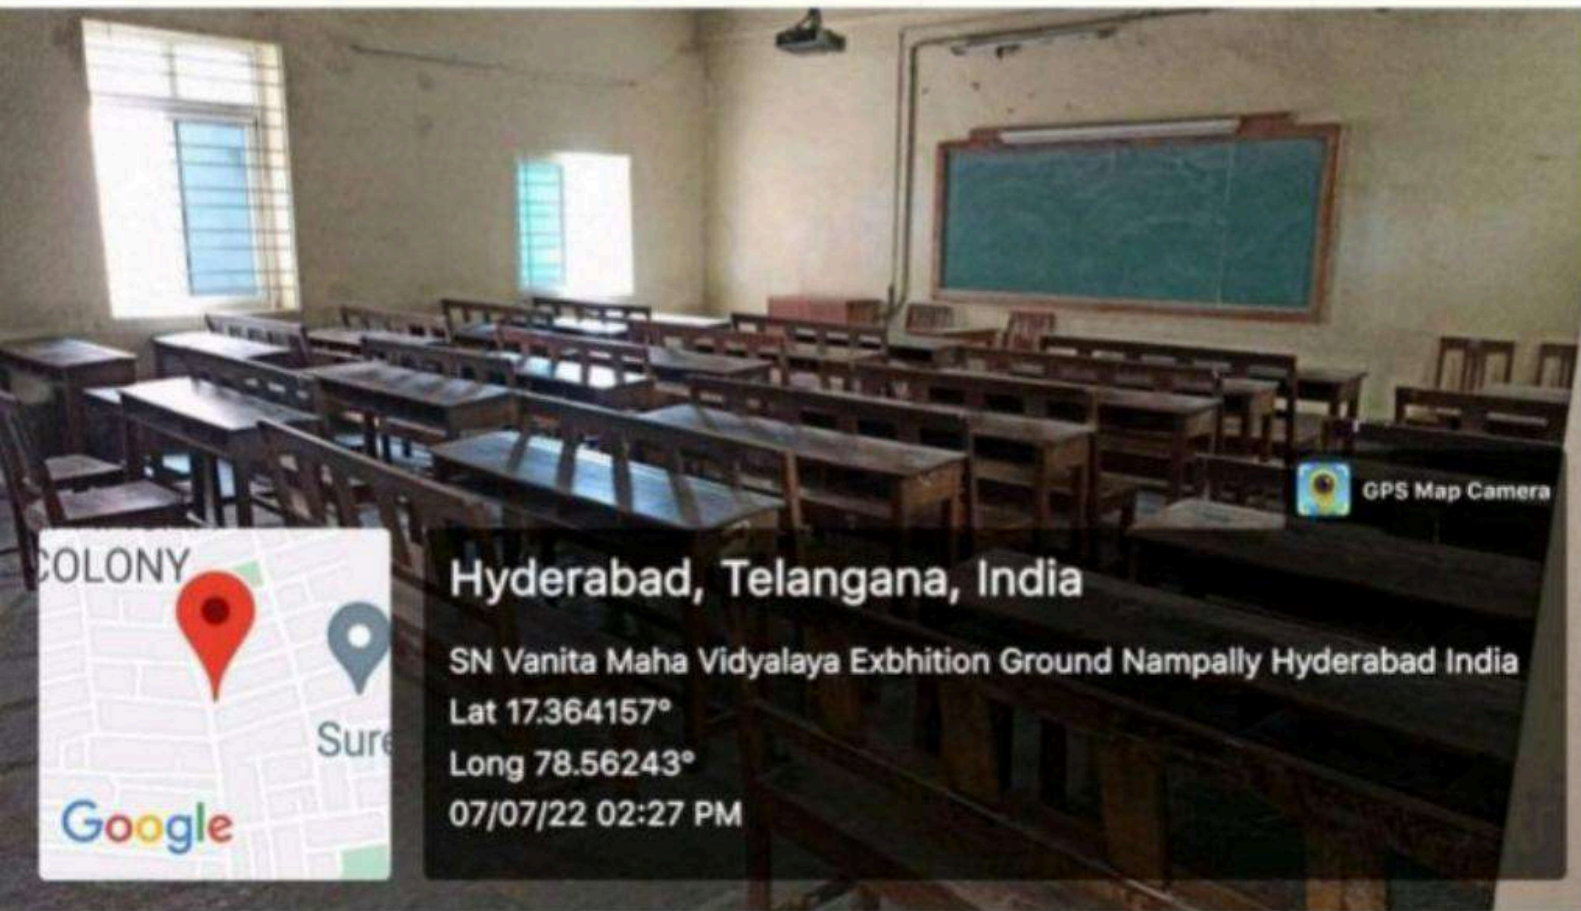 GPS Map Camera
COLONY
Sure
Google
Hyderabad, Telangana, India
SN Vanita Maha Vidyalaya Exbhition Ground Nampally Hyderabad India
Lat 17.364157°
Long 78.56243°
07/07/22 02:27 PM